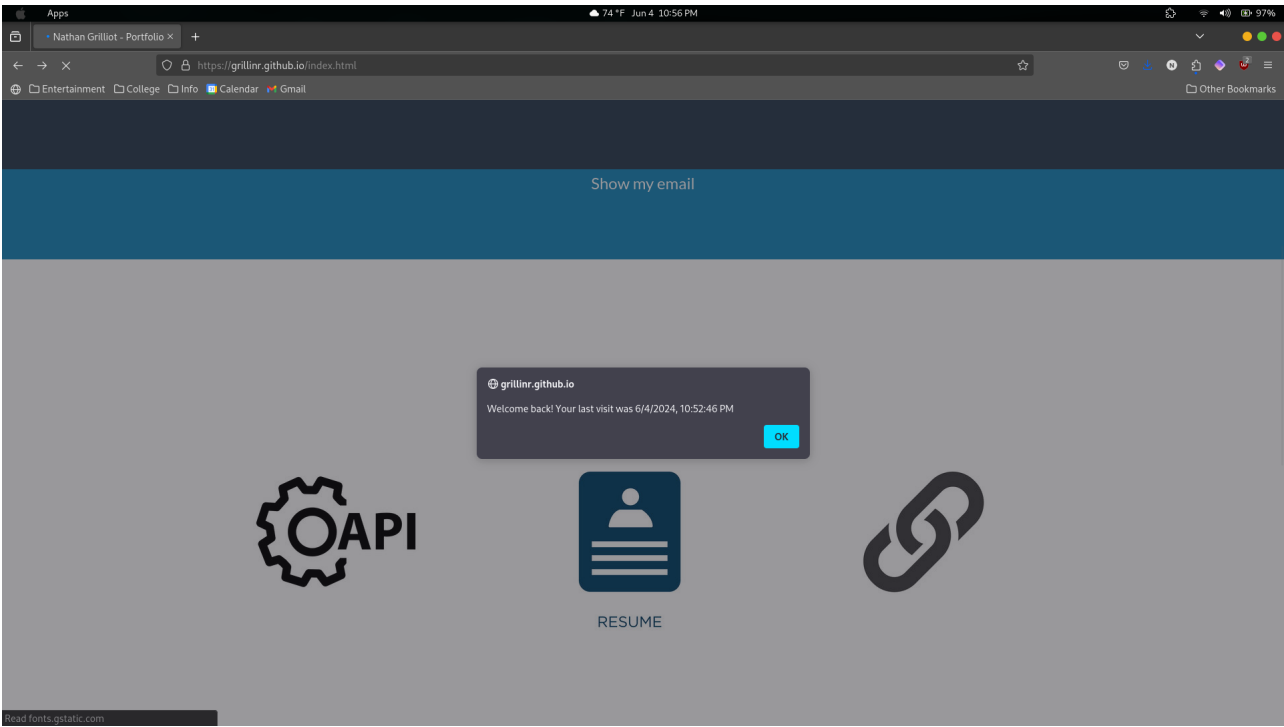 Apps
74 °F Jun 4 10:56 PM
97%
Nathan Grilliot - Portfolio × +
https://grillinr.github.io/index.html
N
2
Entertainment College Info Calendar Gmail
Other Bookmarks
Show my email
grillinr.github.io
Welcome back! Your last visit was 6/4/2024, 10:52:46 PM
OK
API
RESUME
Read fonts.gstatic.com